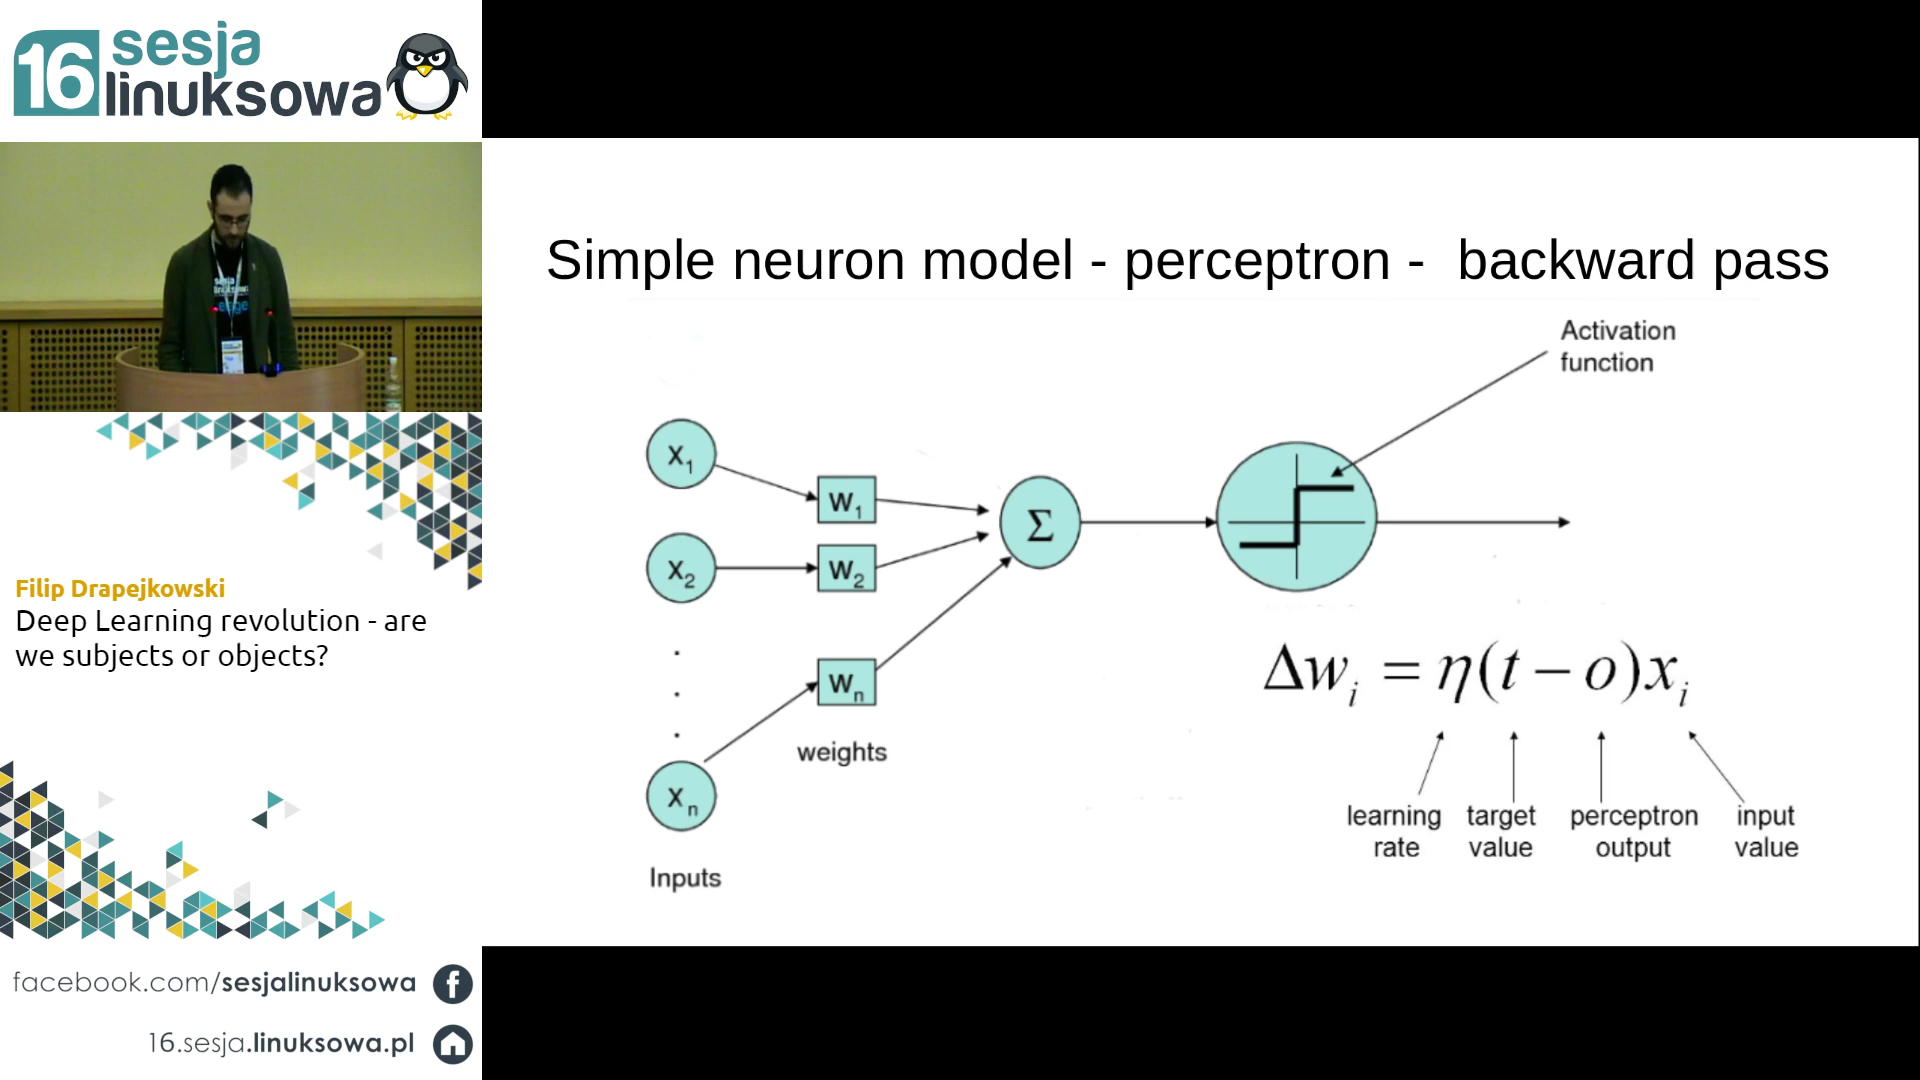 16 sesja
linuksowa
Filip Drapejkowski
Deep Learning revolution - are
we subjects or objects?
facebook.com/sesjalinuksowa
16.sesja.linuksowa.pl
Simple neuron model - perceptron - backward pass
Activation
function
x1
x2
.
.
.
xn
Inputs
w1
w2
wn
weights
Σ
Δwi = η(t − o)xi
learning
rate
target
value
perceptron
output
input
value